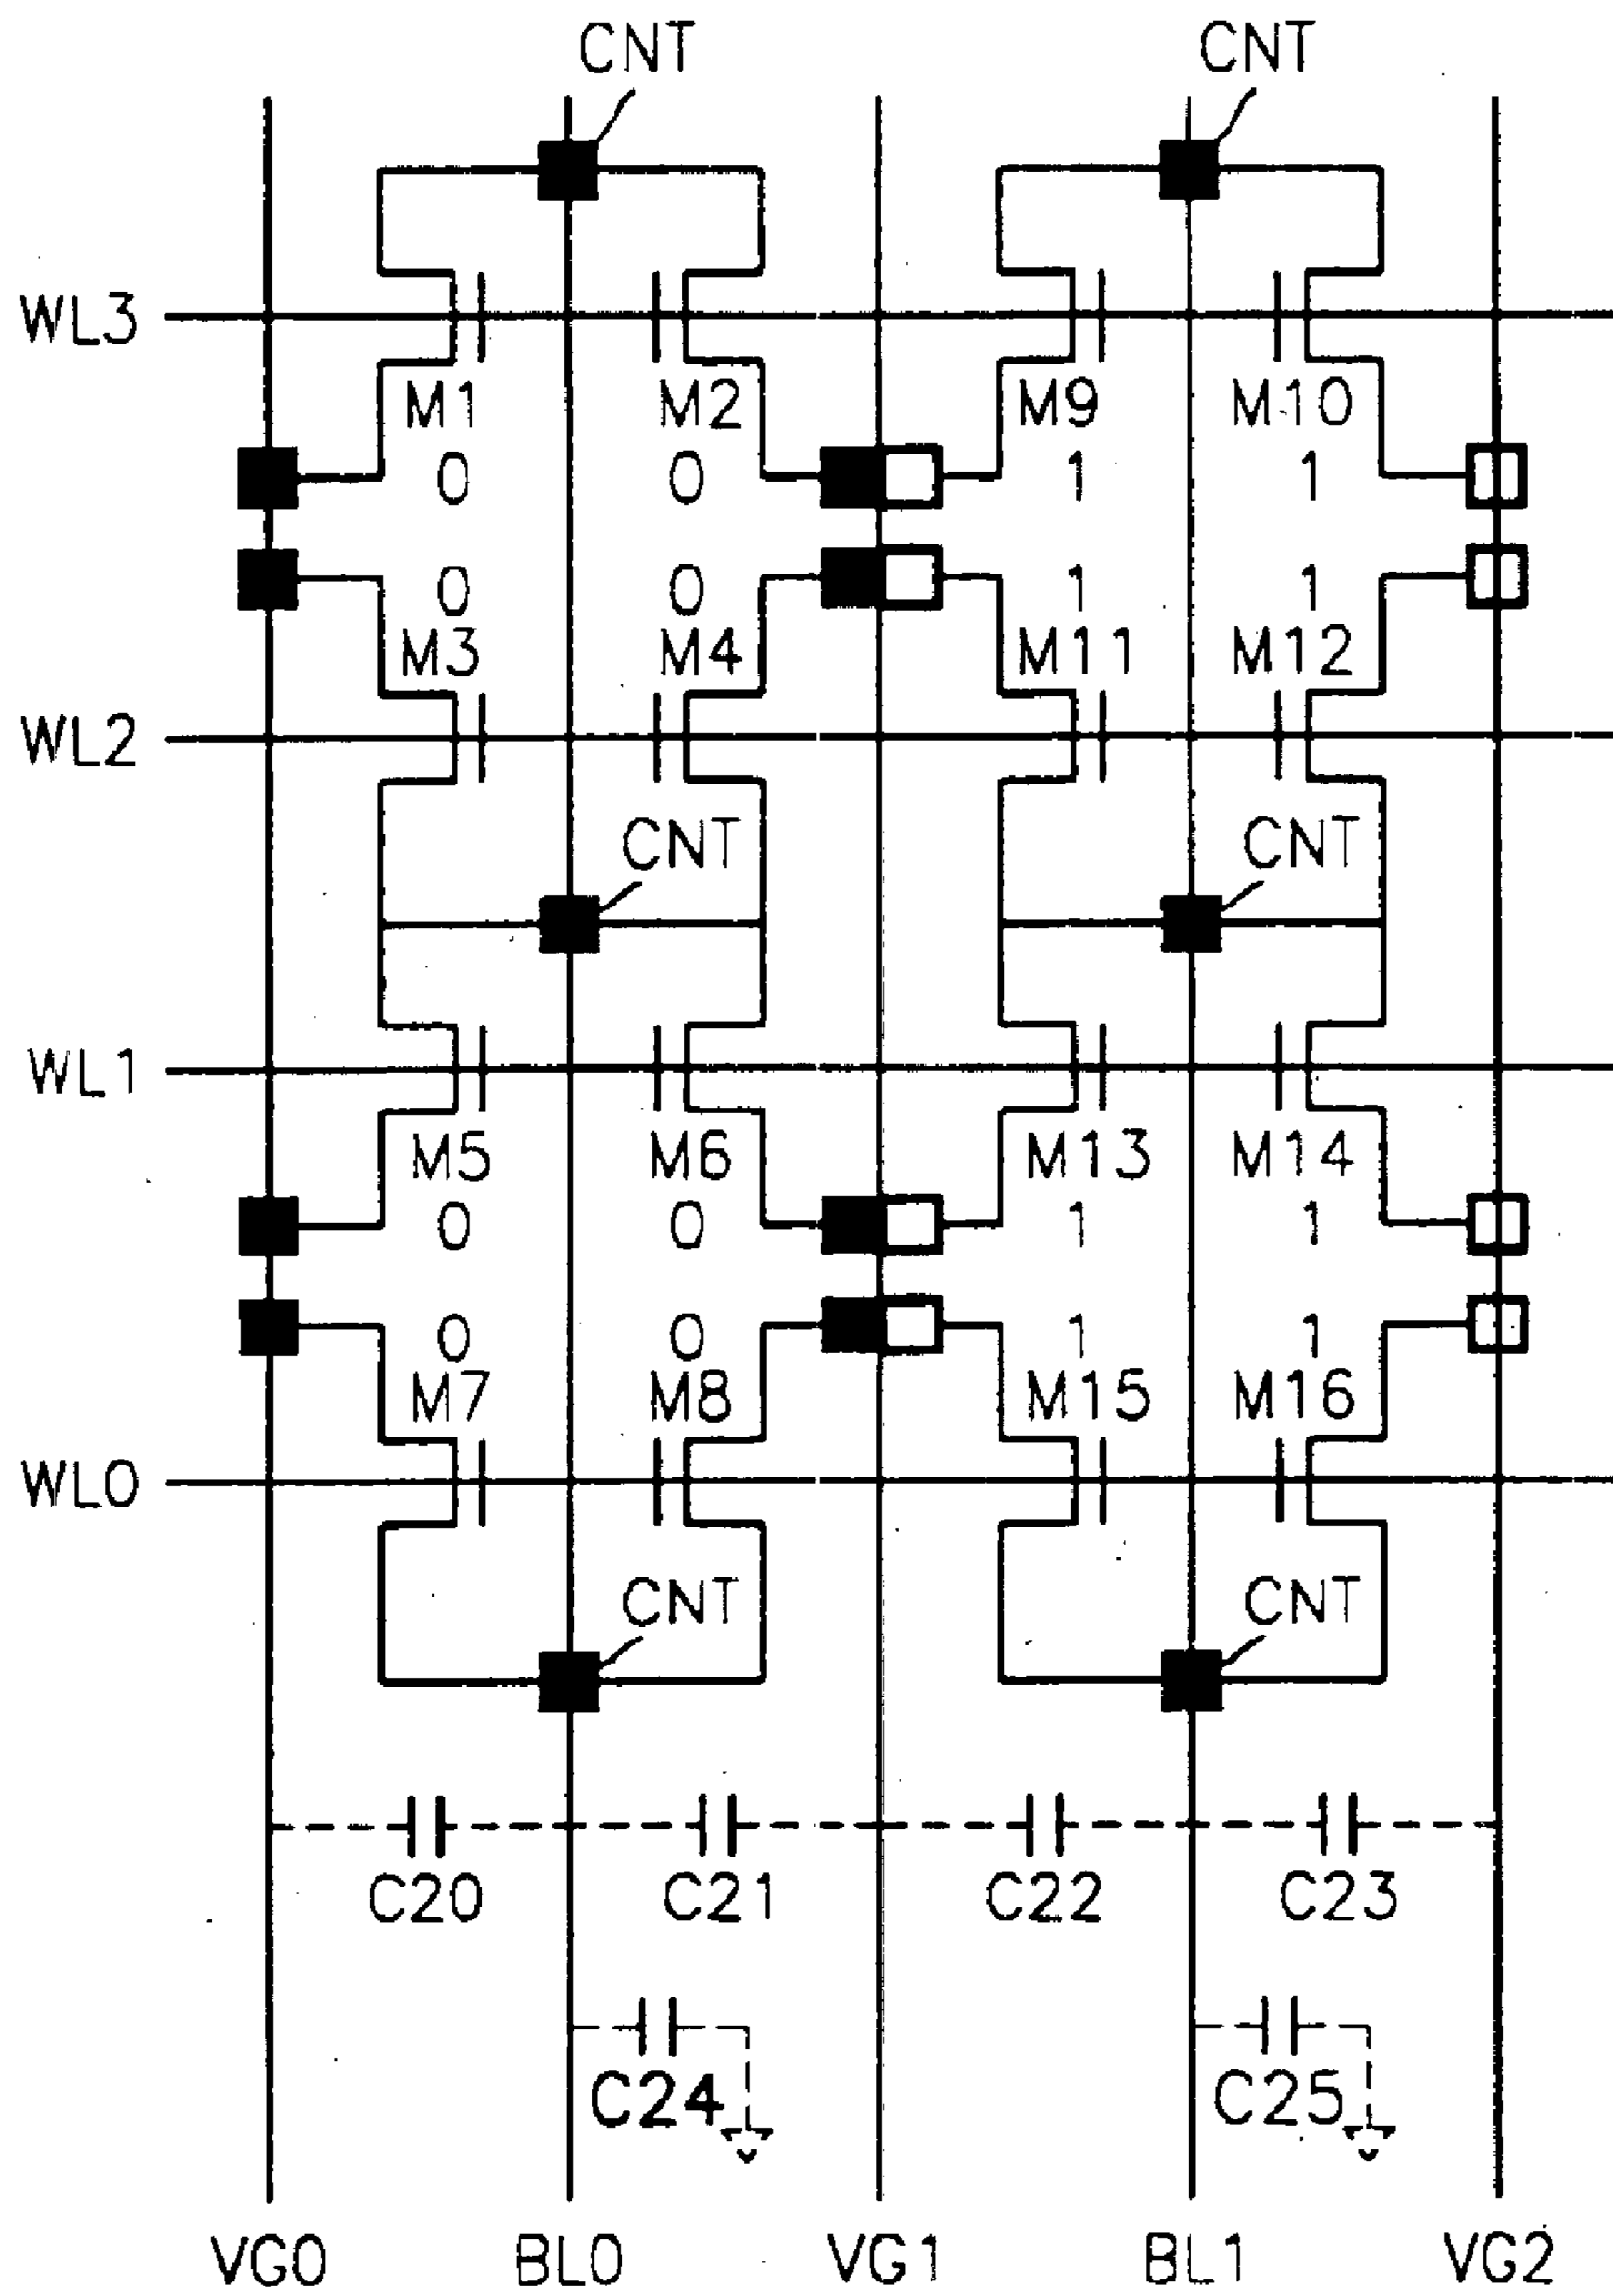 CNT CNT
WL3
M1 M2 M9 M10
0 0 1 1
0 0 1 1
M3 M4 M11 M12
WL2
CNT CNT
WL1
M5 M6 M13 M14
0 0 1 1
0 0 1 1
M7 M8 M15 M16
WL0
CNT CNT
C20 C21 C22 C23
C24 C25
VG0 BL0 VG1 BL1 VG2